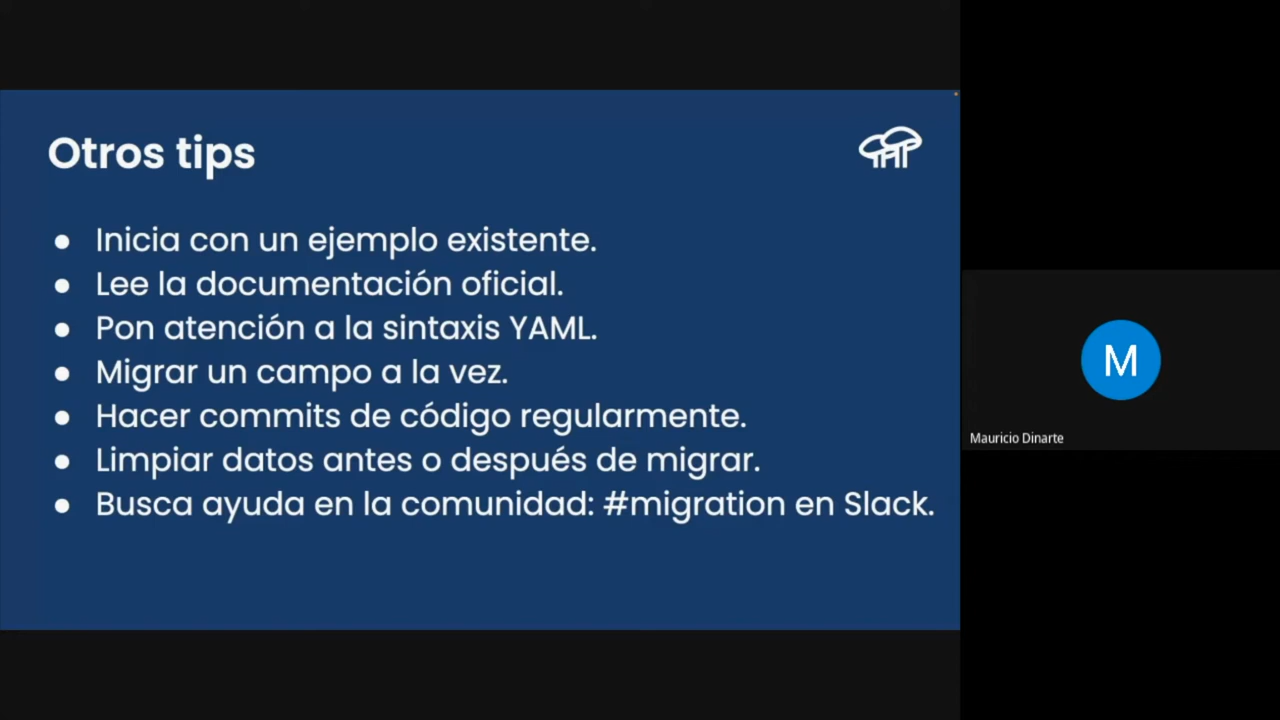 Otros tips
● Inicia con un ejemplo existente.
● Lee la documentación oficial.
● Pon atención a la sintaxis YAML.
● Migrar un campo a la vez.
● Hacer commits de código regularmente.
● Limpiar datos antes o después de migrar.
● Busca ayuda en la comunidad: #migration en Slack.
M
Mauricio Dinarte